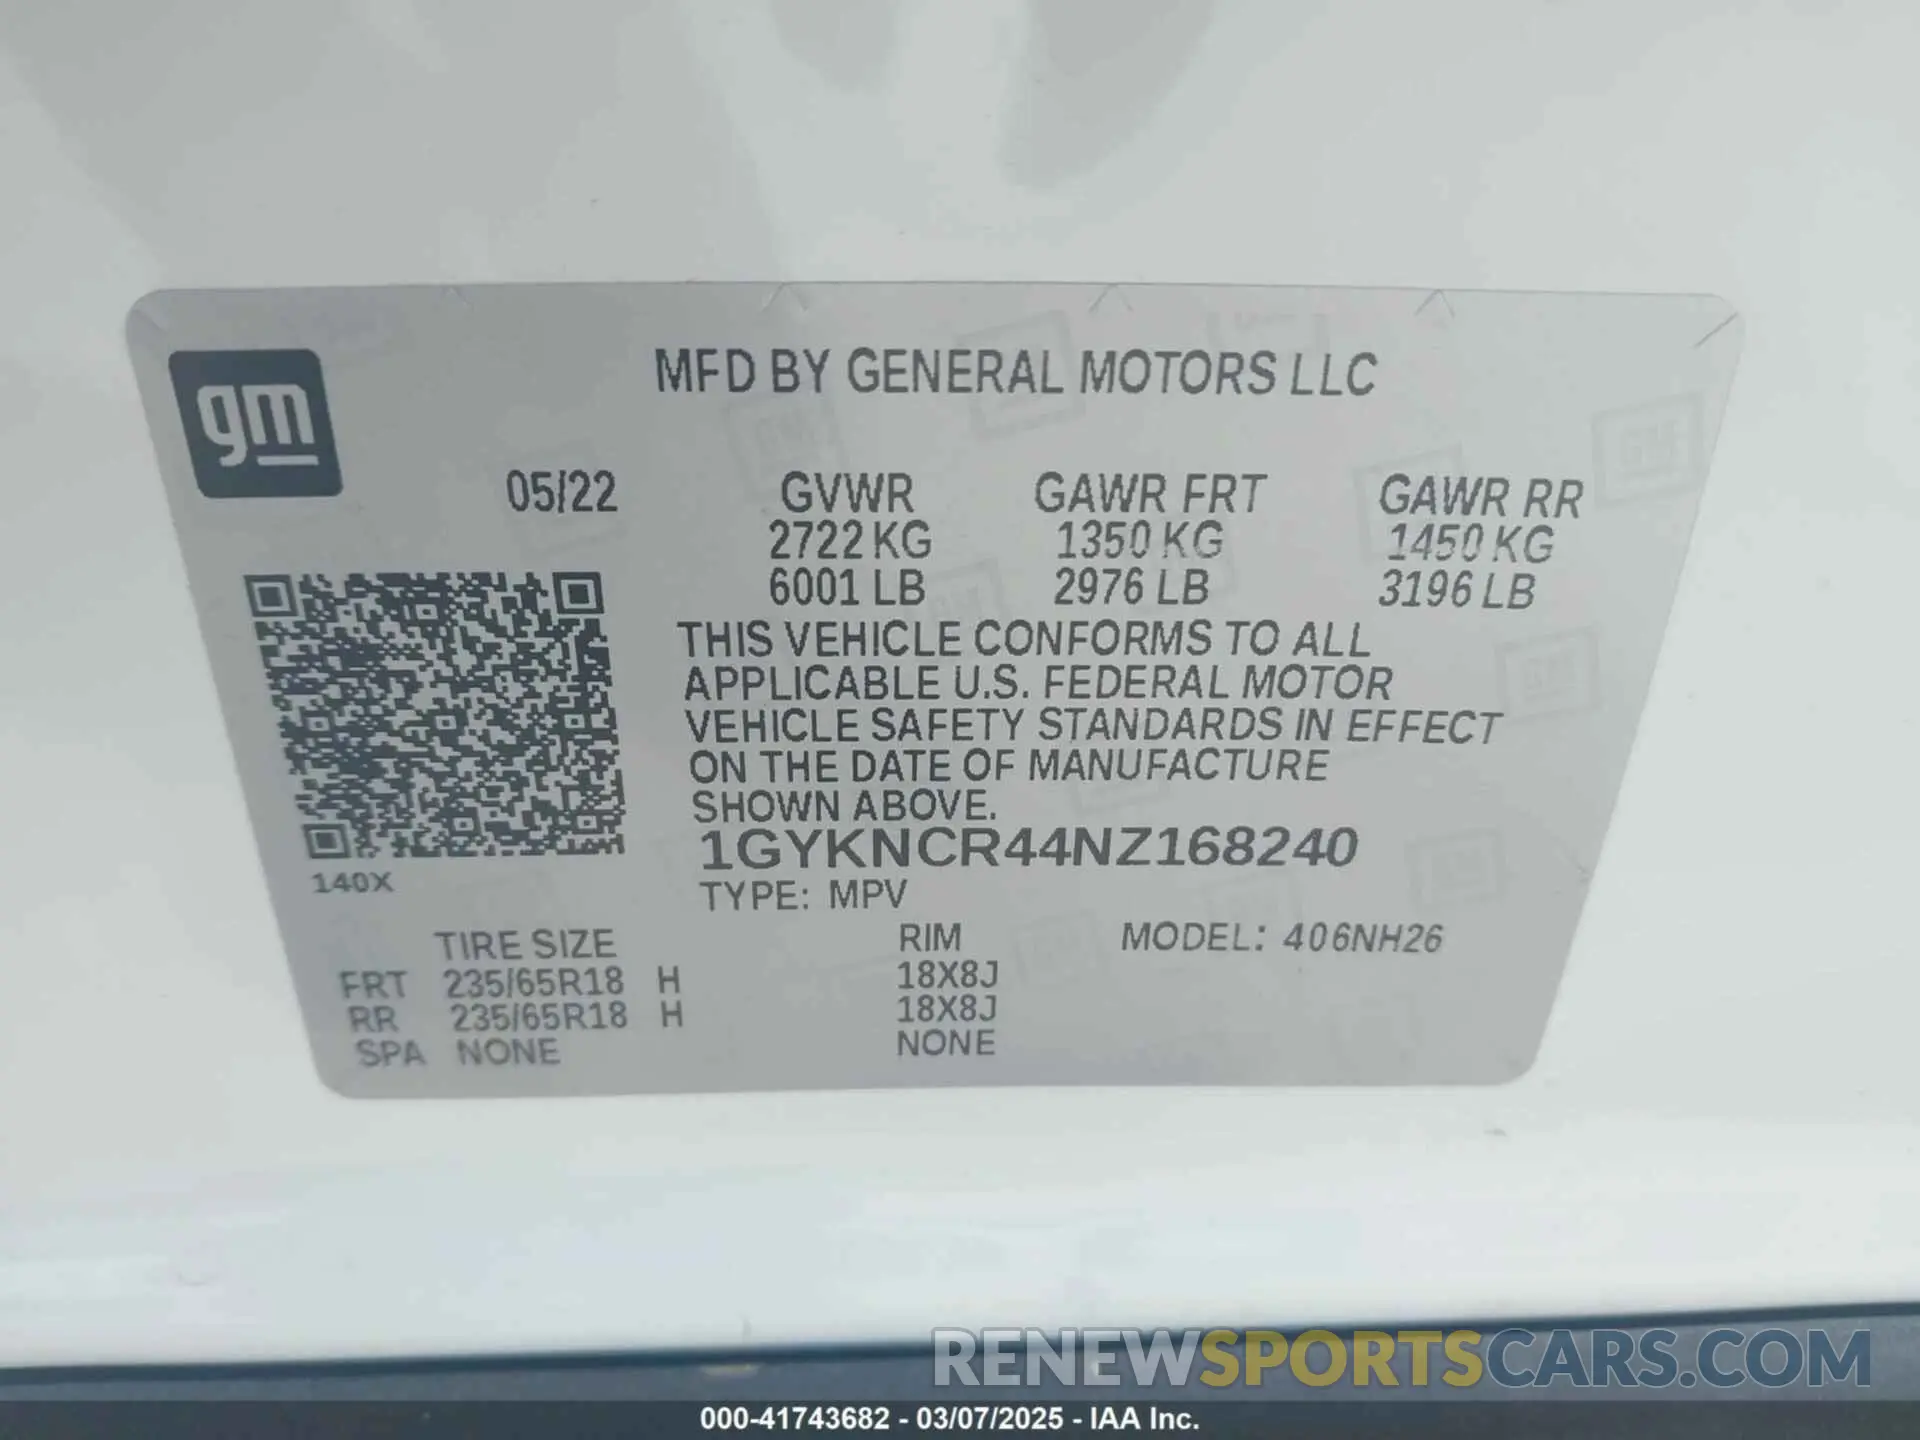 gm
MFD BY GENERAL MOTORS LLC
05/22 GVWR GAWR FRT GAWR RR
2722 KG 1350 KG 1450 KG
6001 LB 2976 LB 3196 LB
THIS VEHICLE CONFORMS TO ALL
APPLICABLE U.S. FEDERAL MOTOR
VEHICLE SAFETY STANDARDS IN EFFECT
ON THE DATE OF MANUFACTURE
SHOWN ABOVE.
1GYKNCR44NZ168240
140X
TYPE: MPV
TIRE SIZE RIM MODEL: 406NH26
FRT 235/65R18 H 18X8J
RR 235/65R18 H 18X8J
SPA NONE NONE
RENEWSPORTSCARS.COM
000-41743682 - 03/07/2025 - IAA Inc.